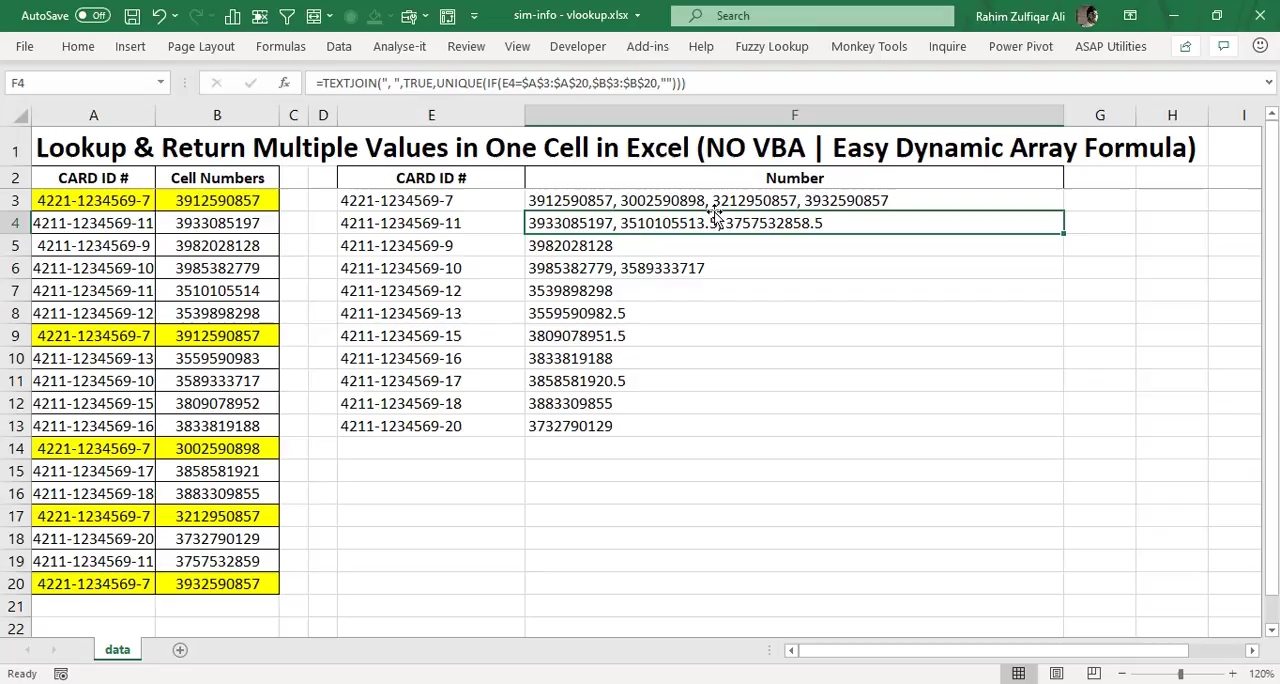 AutoSave Off sim-info - vlookup.xlsx Search Rahim Zulfiqar Ali
File Home Insert Page Layout Formulas Data Analyse-it Review View Developer Add-ins Help Fuzzy Lookup Monkey Tools Inquire Power Pivot ASAP Utilities
F4 fx =TEXTJOIN(", ",TRUE,UNIQUE(IF(E4=$A$3:$A$20,$B$3:$B$20,"")))
A B C D E F G H I
1 Lookup & Return Multiple Values in One Cell in Excel (NO VBA | Easy Dynamic Array Formula)
2 CARD ID # Cell Numbers CARD ID # Number
3 4221-1234569-7 3912590857 4221-1234569-7 3912590857, 3002590898, 3212950857, 3932590857
4 4211-1234569-11 3933085197 4211-1234569-11 3933085197, 3510105513.5, 3757532858.5
5 4211-1234569-9 3982028128 4211-1234569-9 3982028128
6 4211-1234569-10 3985382779 4211-1234569-10 3985382779, 3589333717
7 4211-1234569-11 3510105514 4211-1234569-12 3539898298
8 4211-1234569-12 3539898298 4211-1234569-13 3559590982.5
9 4221-1234569-7 3912590857 4211-1234569-15 3809078951.5
10 4211-1234569-13 3559590983 4211-1234569-16 3833819188
11 4211-1234569-10 3589333717 4211-1234569-17 3858581920.5
12 4211-1234569-15 3809078952 4211-1234569-18 3883309855
13 4211-1234569-16 3833819188 4211-1234569-20 3732790129
14 4221-1234569-7 3002590898
15 4211-1234569-17 3858581921
16 4211-1234569-18 3883309855
17 4221-1234569-7 3212950857
18 4211-1234569-20 3732790129
19 4211-1234569-11 3757532859
20 4221-1234569-7 3932590857
21
22
data
Ready 120%